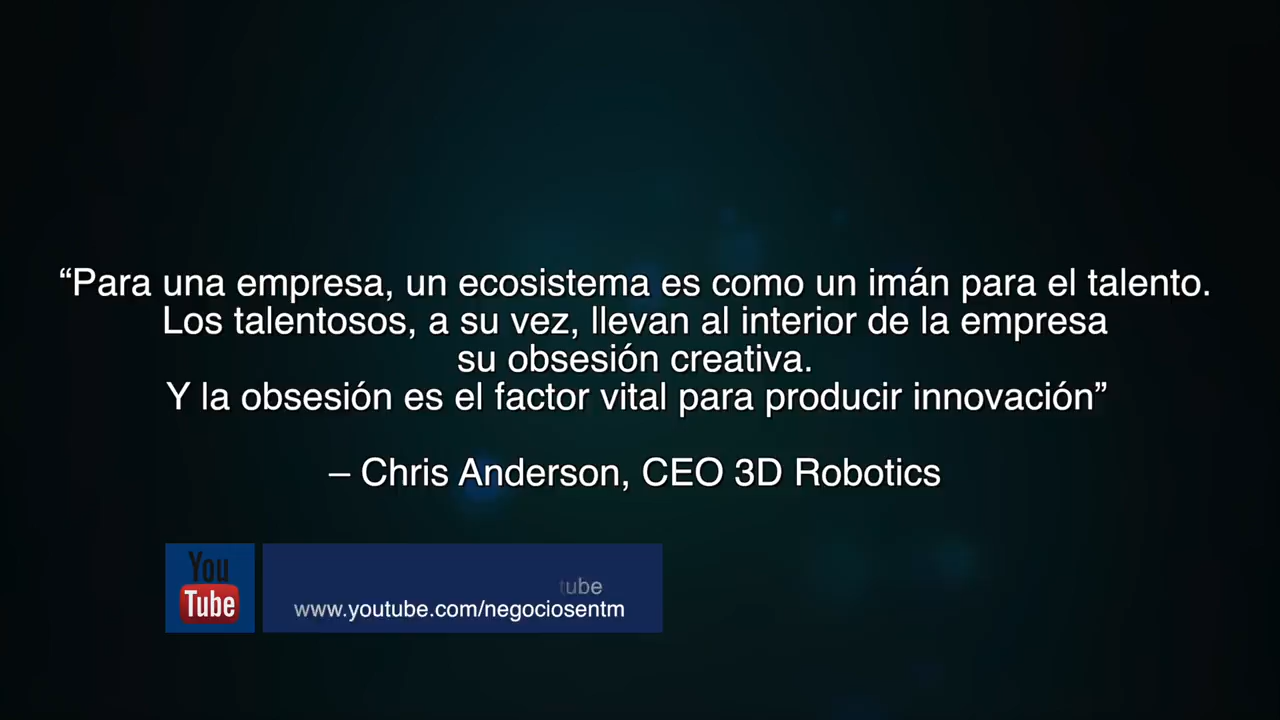 “Para una empresa, un ecosistema es como un imán para el talento.
Los talentosos, a su vez, llevan al interior de la empresa
su obsesión creativa.
Y la obsesión es el factor vital para producir innovación”
– Chris Anderson, CEO 3D Robotics
You
Tube
tube
www.youtube.com/negociosentm